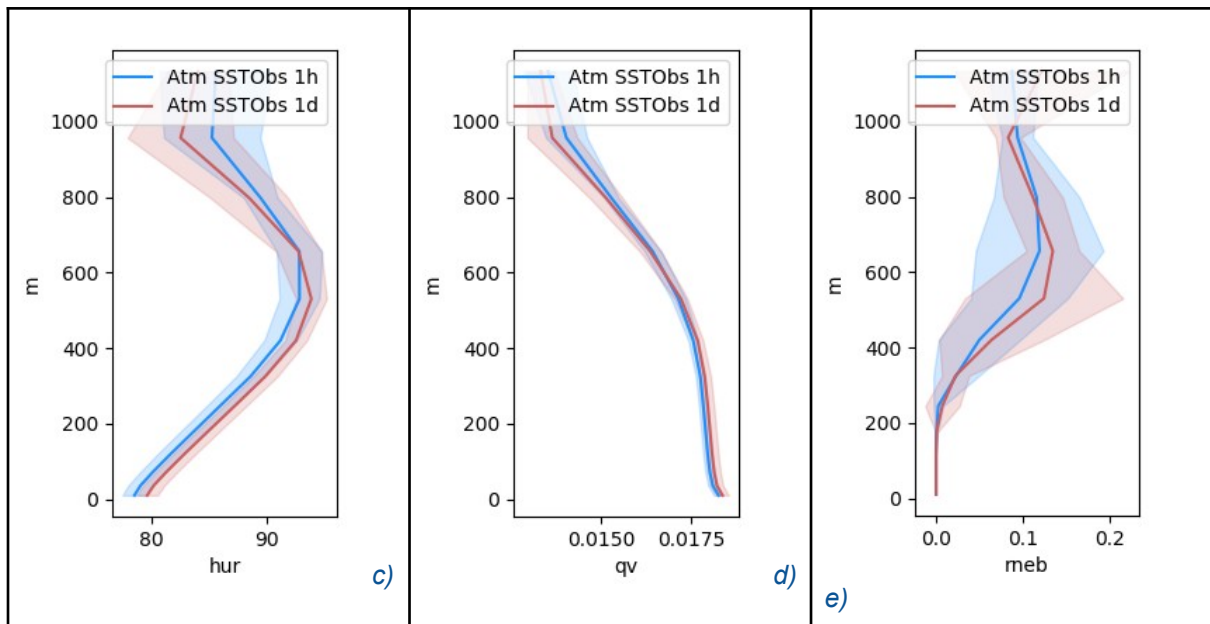 Atm SSTObs 1h
Atm SSTObs 1d
1000
800
600
400
200
0
m
80 90
hur
c)
Atm SSTObs 1h
Atm SSTObs 1d
1000
800
600
400
200
0
m
0.0150 0.0175
qv
d)
Atm SSTObs 1h
Atm SSTObs 1d
1000
800
600
400
200
0
m
0.0 0.1 0.2
rneb
e)